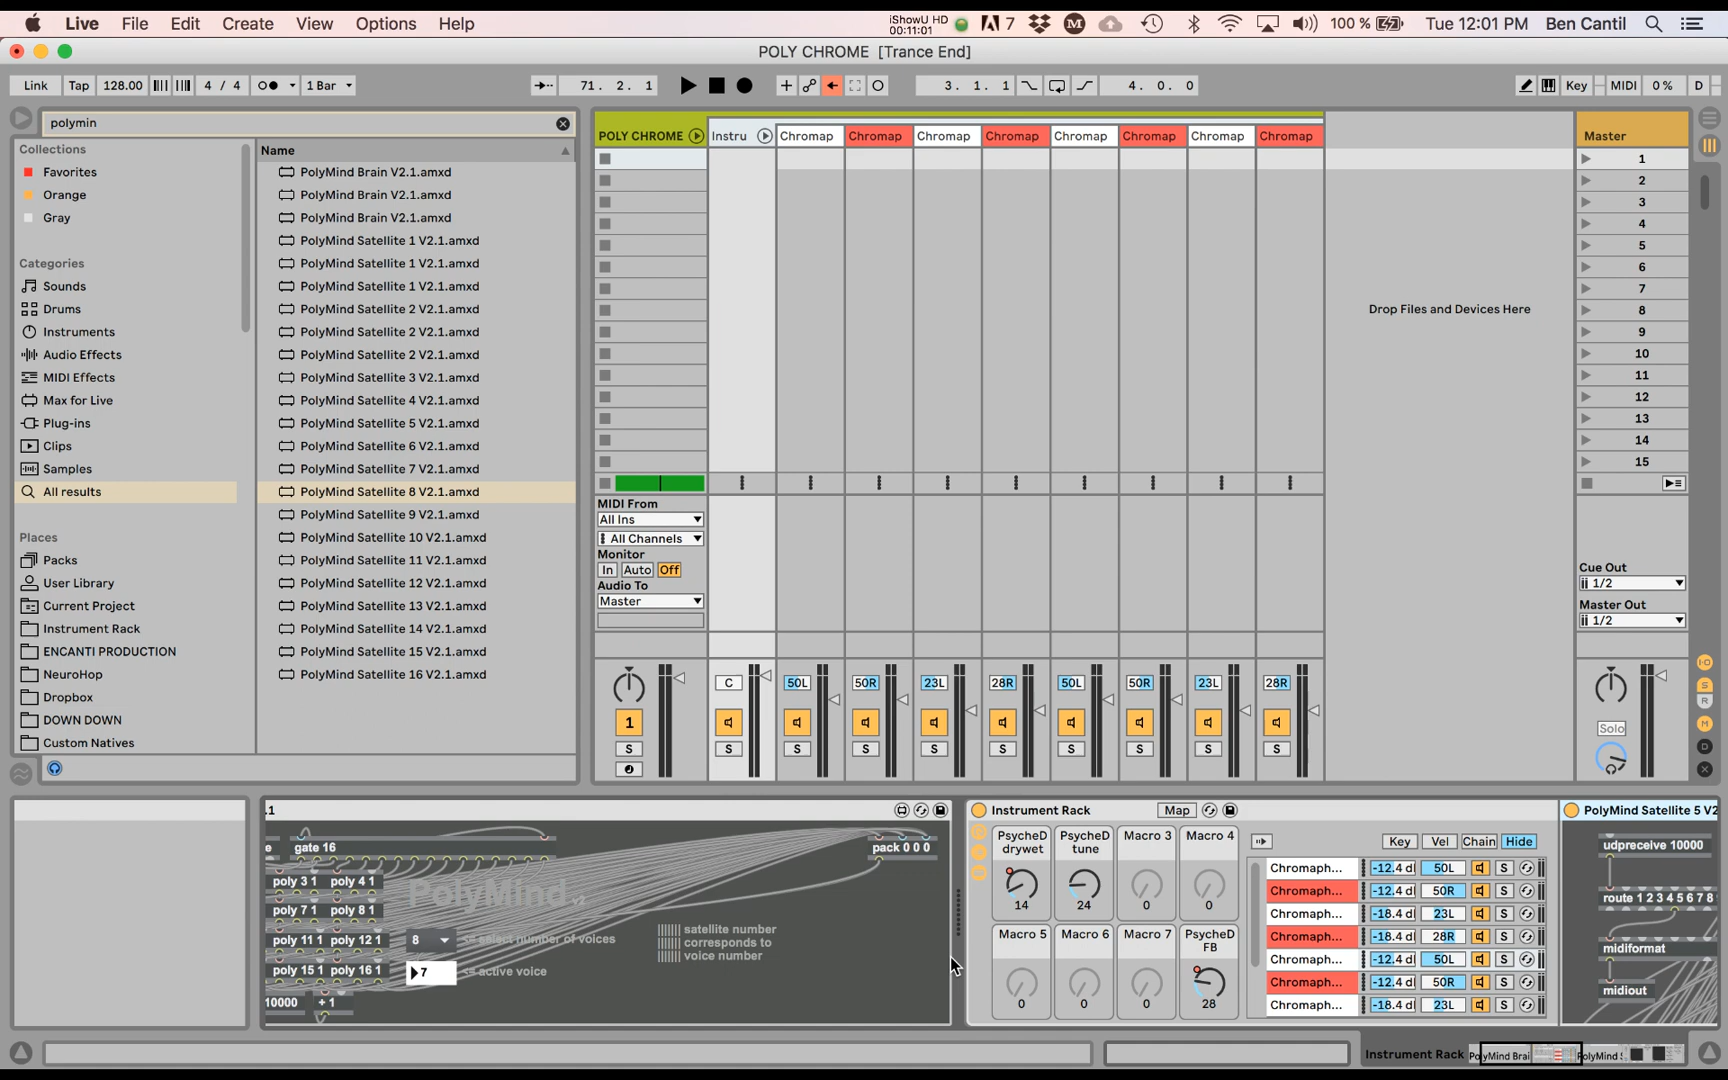 Live File Edit Create View Options Help iShowU HD 00:11:01 7 100 % Tue 12:01 PM Ben Cantil
POLY CHROME [Trance End]
Link Tap 128.00 4 / 4 1 Bar 71. 2. 1 3. 1. 1 4. 0. 0 Key MIDI 0 % D
polymin
Collections
Favorites
Orange
Gray
Categories
Sounds
Drums
Instruments
Audio Effects
MIDI Effects
Max for Live
Plug-ins
Clips
Samples
All results
Places
Packs
User Library
Current Project
Instrument Rack
ENCANTI PRODUCTION
NeuroHop
Dropbox
DOWN DOWN
Custom Natives
Name
PolyMind Brain V2.1.amxd
PolyMind Brain V2.1.amxd
PolyMind Brain V2.1.amxd
PolyMind Satellite 1 V2.1.amxd
PolyMind Satellite 1 V2.1.amxd
PolyMind Satellite 1 V2.1.amxd
PolyMind Satellite 2 V2.1.amxd
PolyMind Satellite 2 V2.1.amxd
PolyMind Satellite 2 V2.1.amxd
PolyMind Satellite 3 V2.1.amxd
PolyMind Satellite 4 V2.1.amxd
PolyMind Satellite 5 V2.1.amxd
PolyMind Satellite 6 V2.1.amxd
PolyMind Satellite 7 V2.1.amxd
PolyMind Satellite 8 V2.1.amxd
PolyMind Satellite 9 V2.1.amxd
PolyMind Satellite 10 V2.1.amxd
PolyMind Satellite 11 V2.1.amxd
PolyMind Satellite 12 V2.1.amxd
PolyMind Satellite 13 V2.1.amxd
PolyMind Satellite 14 V2.1.amxd
PolyMind Satellite 15 V2.1.amxd
PolyMind Satellite 16 V2.1.amxd
POLY CHROME Instru Chromap Chromap Chromap Chromap Chromap Chromap Chromap Chromap Master
1
2
3
4
5
6
7
8
9
10
11
12
13
14
15
Drop Files and Devices Here
MIDI From
All Ins
All Channels
Monitor
In Auto Off
Audio To
Master
Cue Out
1/2
Master Out
1/2
C 50L 50R 23L 28R 50L 50R 23L 28R
1
S S S S S S S S S S Solo
S
R
M
D
.1
e gate 16 pack 0 0 0
poly 3 1 poly 4 1 PolyMind v2
poly 7 1 poly 8 1
poly 11 1 poly 12 1 8 <= select number of voices
poly 15 1 poly 16 1 7 <= active voice
10000 + 1
satellite number
corresponds to
voice number
Instrument Rack Map
PsycheD drywet PsycheD tune Macro 3 Macro 4
14 24 0 0
Macro 5 Macro 6 Macro 7 PsycheD FB
0 0 0 28
Key Vel Chain Hide
Chromaph... -12.4 d 50L S
Chromaph... -12.4 d 50R S
Chromaph... -18.4 d 23L S
Chromaph... -18.4 d 28R S
Chromaph... -12.4 d 50L S
Chromaph... -12.4 d 50R S
Chromaph... -18.4 d 23L S
PolyMind Satellite 5 V2
udpreceive 10000
route 1 2 3 4 5 6 7 8
midiformat
midiout
Instrument Rack PolyMind Brai PolyMind